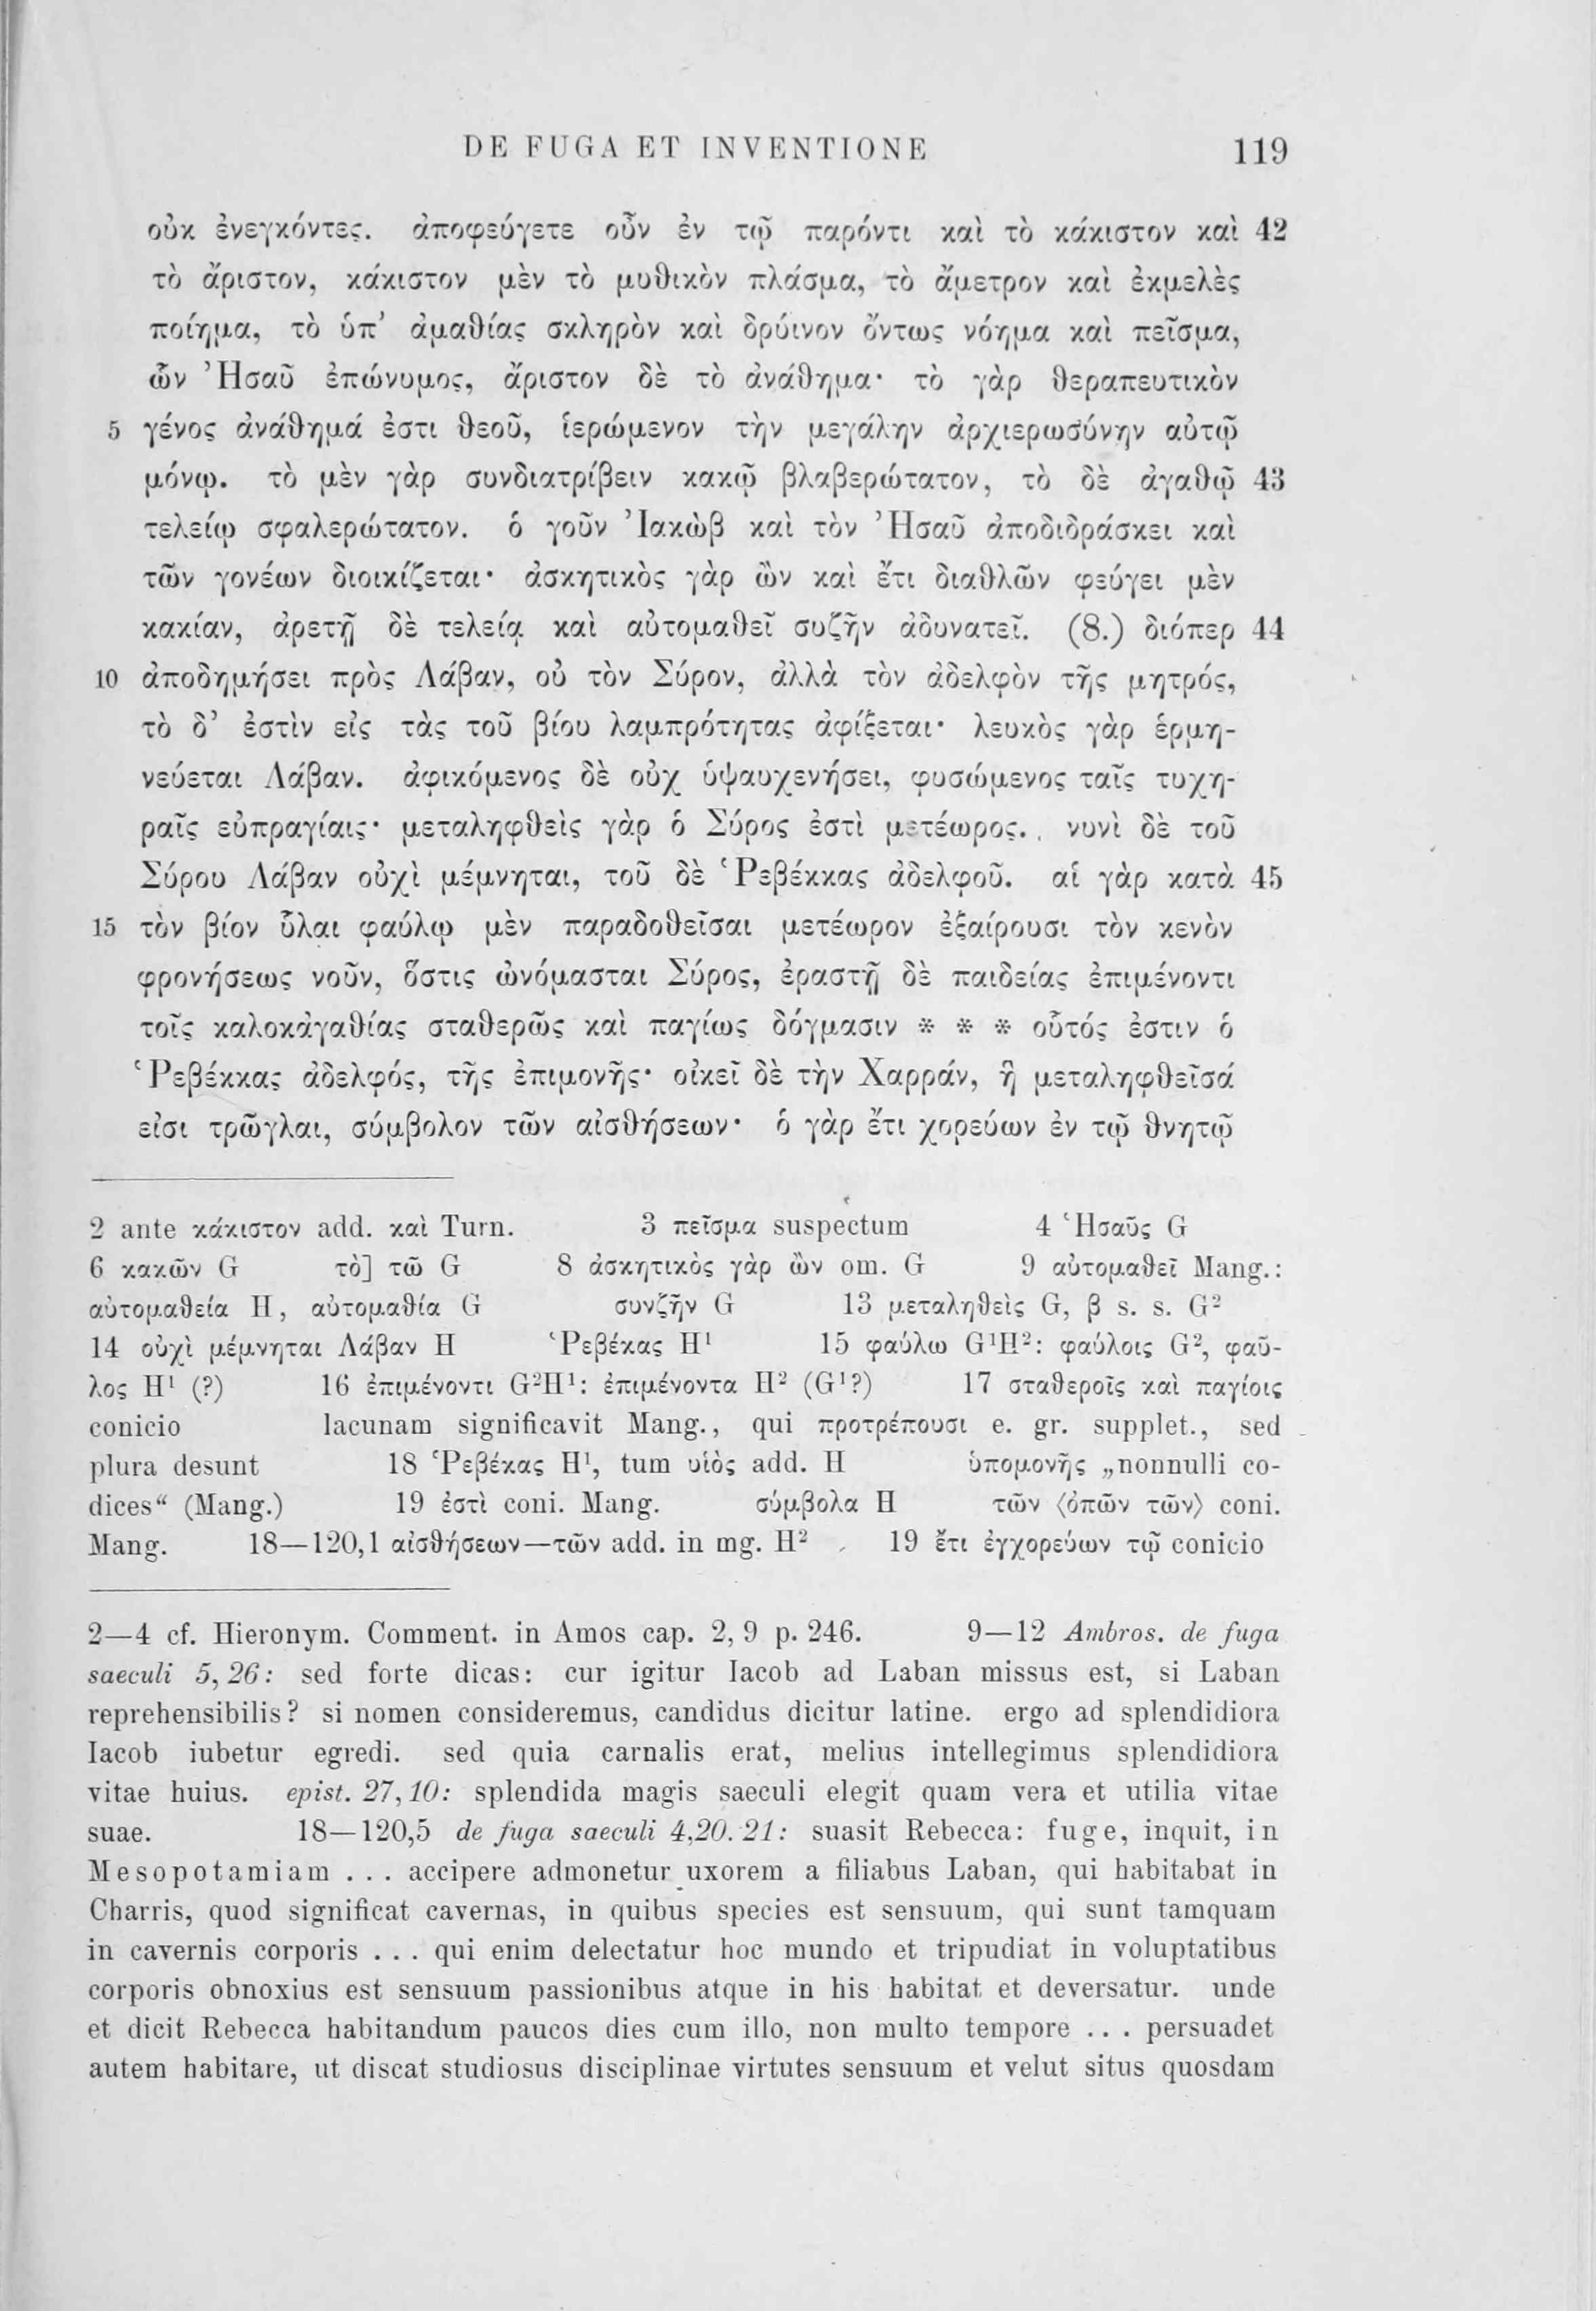 DE FUGA ET INVENTIONE 119
οὐκ ἐνεγκόντες. ἀποφεύγετε οὖν ἐν τῷ παρόντι καὶ τὸ κάκιστον καὶ 42
τὸ ἄριστον, κάκιστον μὲν τὸ μυθικὸν πλάσμα, τὸ ἄμετρον καὶ ἐκμελὲς
ποίημα, τὸ ὑπ’ ἀμαθίας σκληρὸν καὶ δρύινον ὄντως νόημα καὶ πεῖσμα,
ὧν Ἠσαῦ ἐπώνυμος, ἄριστον δὲ τὸ ἀνάθημα· τὸ γὰρ θεραπευτικὸν
5 γένος ἀνάθημά ἐστι θεοῦ, ἱερώμενον τὴν μεγάλην ἀρχιερωσύνην αὐτῷ
μόνῳ. τὸ μὲν γὰρ συνδιατρίβειν κακῷ βλαβερώτατον, τὸ δὲ ἀγαθῷ 43
τελείῳ σφαλερώτατον. ὁ γοῦν Ἰακὼβ καὶ τὸν Ἠσαῦ ἀποδιδράσκει καὶ
τῶν γονέων διοικίζεται· ἀσκητικὸς γὰρ ὢν καὶ ἔτι διαθλῶν φεύγει μὲν
κακίαν, ἀρετῇ δὲ τελείᾳ καὶ αὐτομαθεῖ συζῆν ἀδυνατεῖ. (8.) διόπερ 44
10 ἀποδημήσει πρὸς Λάβαν, οὐ τὸν Σύρον, ἀλλὰ τὸν ἀδελφὸν τῆς μητρός,
τὸ δ’ ἐστὶν εἰς τὰς τοῦ βίου λαμπρότητας ἀφίξεται· λευκὸς γὰρ ἑρμη-
νεύεται Λάβαν. ἀφικόμενος δὲ οὐχ ὑψαυχενήσει, φυσώμενος ταῖς τυχη-
ραῖς εὐπραγίαις· μεταληφθεὶς γὰρ ὁ Σύρος ἐστὶ μετέωρος. νυνὶ δὲ τοῦ
Σύρου Λάβαν οὐχὶ μέμνηται, τοῦ δὲ Ῥεβέκκας ἀδελφοῦ. αἱ γὰρ κατὰ 45
15 τὸν βίον ὗλαι φαύλῳ μὲν παραδοθεῖσαι μετέωρον ἐξαίρουσι τὸν κενὸν
φρονήσεως νοῦν, ὅστις ὠνόμασται Σύρος, ἐραστῇ δὲ παιδείας ἐπιμένοντι
τοῖς καλοκἀγαθίας σταθερῶς καὶ παγίως δόγμασιν * * * οὗτός ἐστιν ὁ
Ῥεβέκκας ἀδελφός, τῆς ἐπιμονῆς· οἰκεῖ δὲ τὴν Χαρράν, ἣ μεταληφθεῖσά
εἰσι τρῶγλαι, σύμβολον τῶν αἰσθήσεων· ὁ γὰρ ἔτι χορεύων ἐν τῷ θνητῷ
2 ante κάκιστον add. καὶ Turn. 3 πεῖσμα suspectum 4 Ἡσαῦς G
6 κακῶν G τὸ] τῶ G 8 ἀσκητικὸς γὰρ ὢν om. G 9 αὐτομαθεῖ Mang.:
αὐτομαθεία H, αὐτομαθία G συνζῆν G 13 μεταληθεὶς G, β s. s. G²
14 οὐχὶ μέμνηται Λάβαν H Ῥεβέκας H¹ 15 φαύλω G¹H²: φαύλοις G², φαῦ-
λος H¹ (?) 16 ἐπιμένοντι G²H¹: ἐπιμένοντα H² (G¹?) 17 σταθεροῖς καὶ παγίοις
conicio lacunam significavit Mang., qui προτρέπουσι e. gr. supplet., sed
plura desunt 18 Ῥεβέκας H¹, tum υἱὸς add. H ὑπομονῆς „nonnulli co-
dices“ (Mang.) 19 ἐστὶ coni. Mang. σύμβολα H τῶν ⟨ὀπῶν τῶν⟩ coni.
Mang. 18—120,1 αἰσθήσεων—τῶν add. in mg. H² 19 ἔτι ἐγχορεύων τῷ conicio
2—4 cf. Hieronym. Comment. in Amos cap. 2, 9 p. 246. 9—12 Ambros. de fuga
saeculi 5, 26: sed forte dicas: cur igitur Iacob ad Laban missus est, si Laban
reprehensibilis? si nomen consideremus, candidus dicitur latine. ergo ad splendidiora
Iacob iubetur egredi. sed quia carnalis erat, melius intellegimus splendidiora
vitae huius. epist. 27, 10: splendida magis saeculi elegit quam vera et utilia vitae
suae. 18—120,5 de fuga saeculi 4,20. 21: suasit Rebecca: fuge, inquit, in
Mesopotamiam . . . accipere admonetur uxorem a filiabus Laban, qui habitabat in
Charris, quod significat cavernas, in quibus species est sensuum, qui sunt tamquam
in cavernis corporis . . . qui enim delectatur hoc mundo et tripudiat in voluptatibus
corporis obnoxius est sensuum passionibus atque in his habitat et deversatur. unde
et dicit Rebecca habitandum paucos dies cum illo, non multo tempore . . . persuadet
autem habitare, ut discat studiosus disciplinae virtutes sensuum et velut situs quosdam